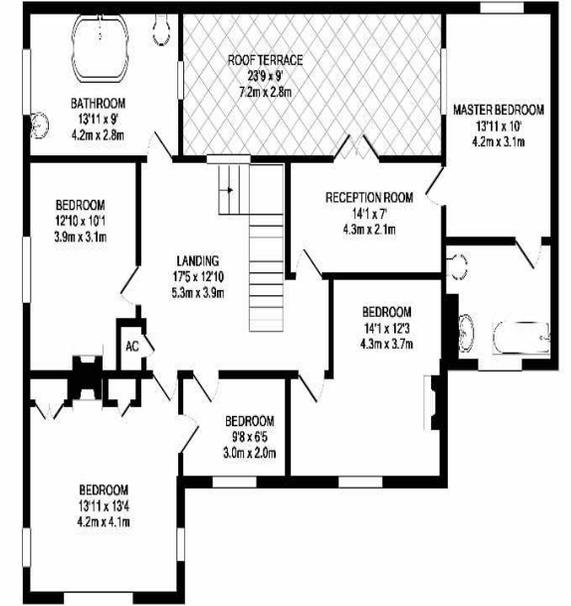 ROOF TERRACE
23'9 x 9'
7.2m x 2.8m
BATHROOM
13'11 x 9'
4.2m x 2.8m
MASTER BEDROOM
13'11 x 10'
4.2m x 3.1m
BEDROOM
12'10 x 10'1
3.9m x 3.1m
RECEPTION ROOM
14'1 x 7'
4.3m x 2.1m
LANDING
17'5 x 12'10
5.3m x 3.9m
BEDROOM
14'1 x 12'3
4.3m x 3.7m
AC
BEDROOM
9'8 x 6'5
3.0m x 2.0m
BEDROOM
13'11 x 13'4
4.2m x 4.1m